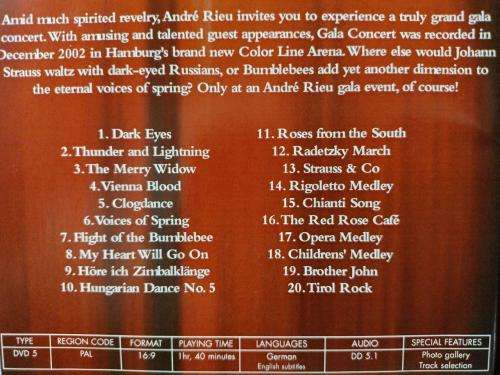 Amid much spirited revelry, André Rieu invites you to experience a truly grand gala
concert. With amusing and talented guest appearances, Gala Concert was recorded in
December 2002 in Hamburg's brand new Color Line Arena. Where else would Johann
Strauss waltz with dark-eyed Russians, or Bumblebees add yet another dimension to
the eternal voices of spring? Only at an André Rieu gala event, of course!
1. Dark Eyes
2. Thunder and Lightning
3. The Merry Widow
4. Vienna Blood
5. Clogdance
6. Voices of Spring
7. Flight of the Bumblebee
8. My Heart Will Go On
9. Höre ich Zimbalklänge
10. Hungarian Dance No. 5
11. Roses from the South
12. Radetzky March
13. Strauss & Co
14. Rigoletto Medley
15. Chianti Song
16. The Red Rose Café
17. Opera Medley
18. Childrens' Medley
19. Brother John
20. Tirol Rock
TYPE REGION CODE FORMAT PLAYING TIME LANGUAGES AUDIO SPECIAL FEATURES
DVD 5 PAL 16:9 1hr, 40 minutes German DD 5.1 Photo gallery
English subtitles Track selection